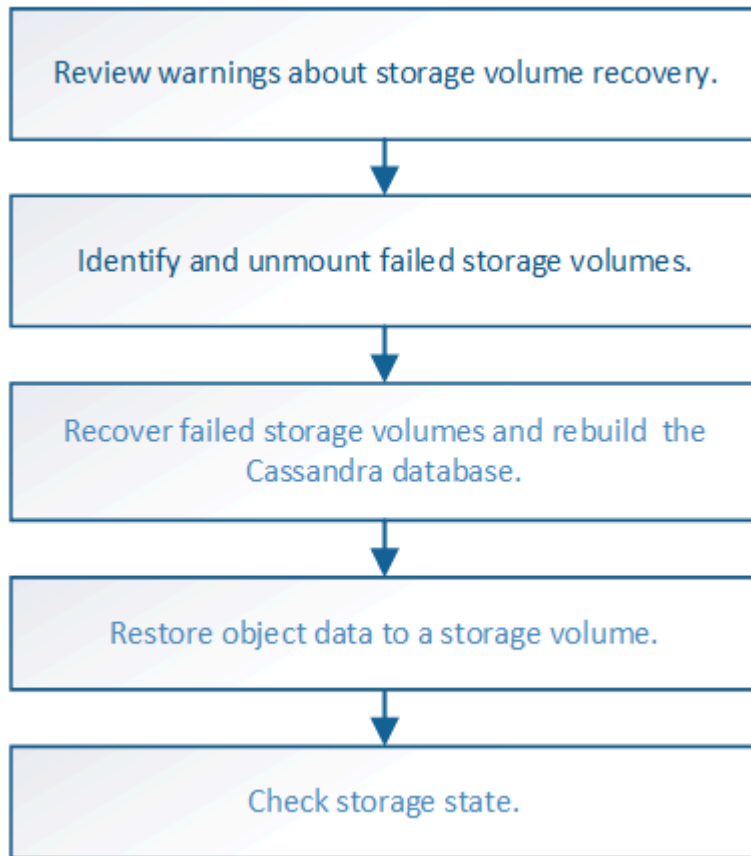 Review warnings about storage volume recovery.
Identify and unmount failed storage volumes.
Recover failed storage volumes and rebuild the
Cassandra database.
Restore object data to a storage volume.
Check storage state.